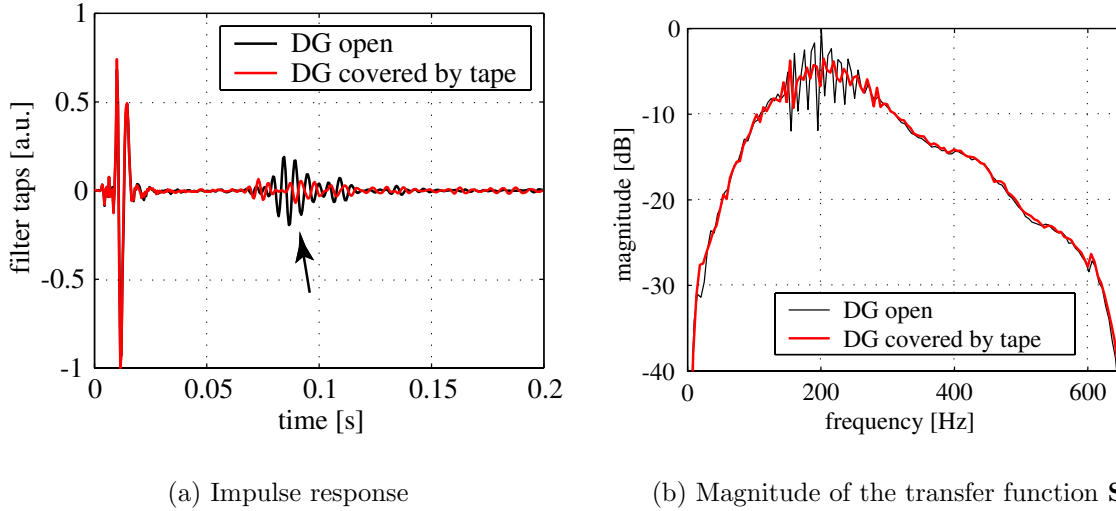 1
0.5
0
-0.5
-1
filter taps [a.u.]
DG open
DG covered by tape
0 0.05 0.1 0.15 0.2
time [s]
(a) Impulse response
0
-10
-20
-30
-40
magnitude [dB]
DG open
DG covered by tape
0 200 400 600
frequency [Hz]
(b) Magnitude of the transfer function S